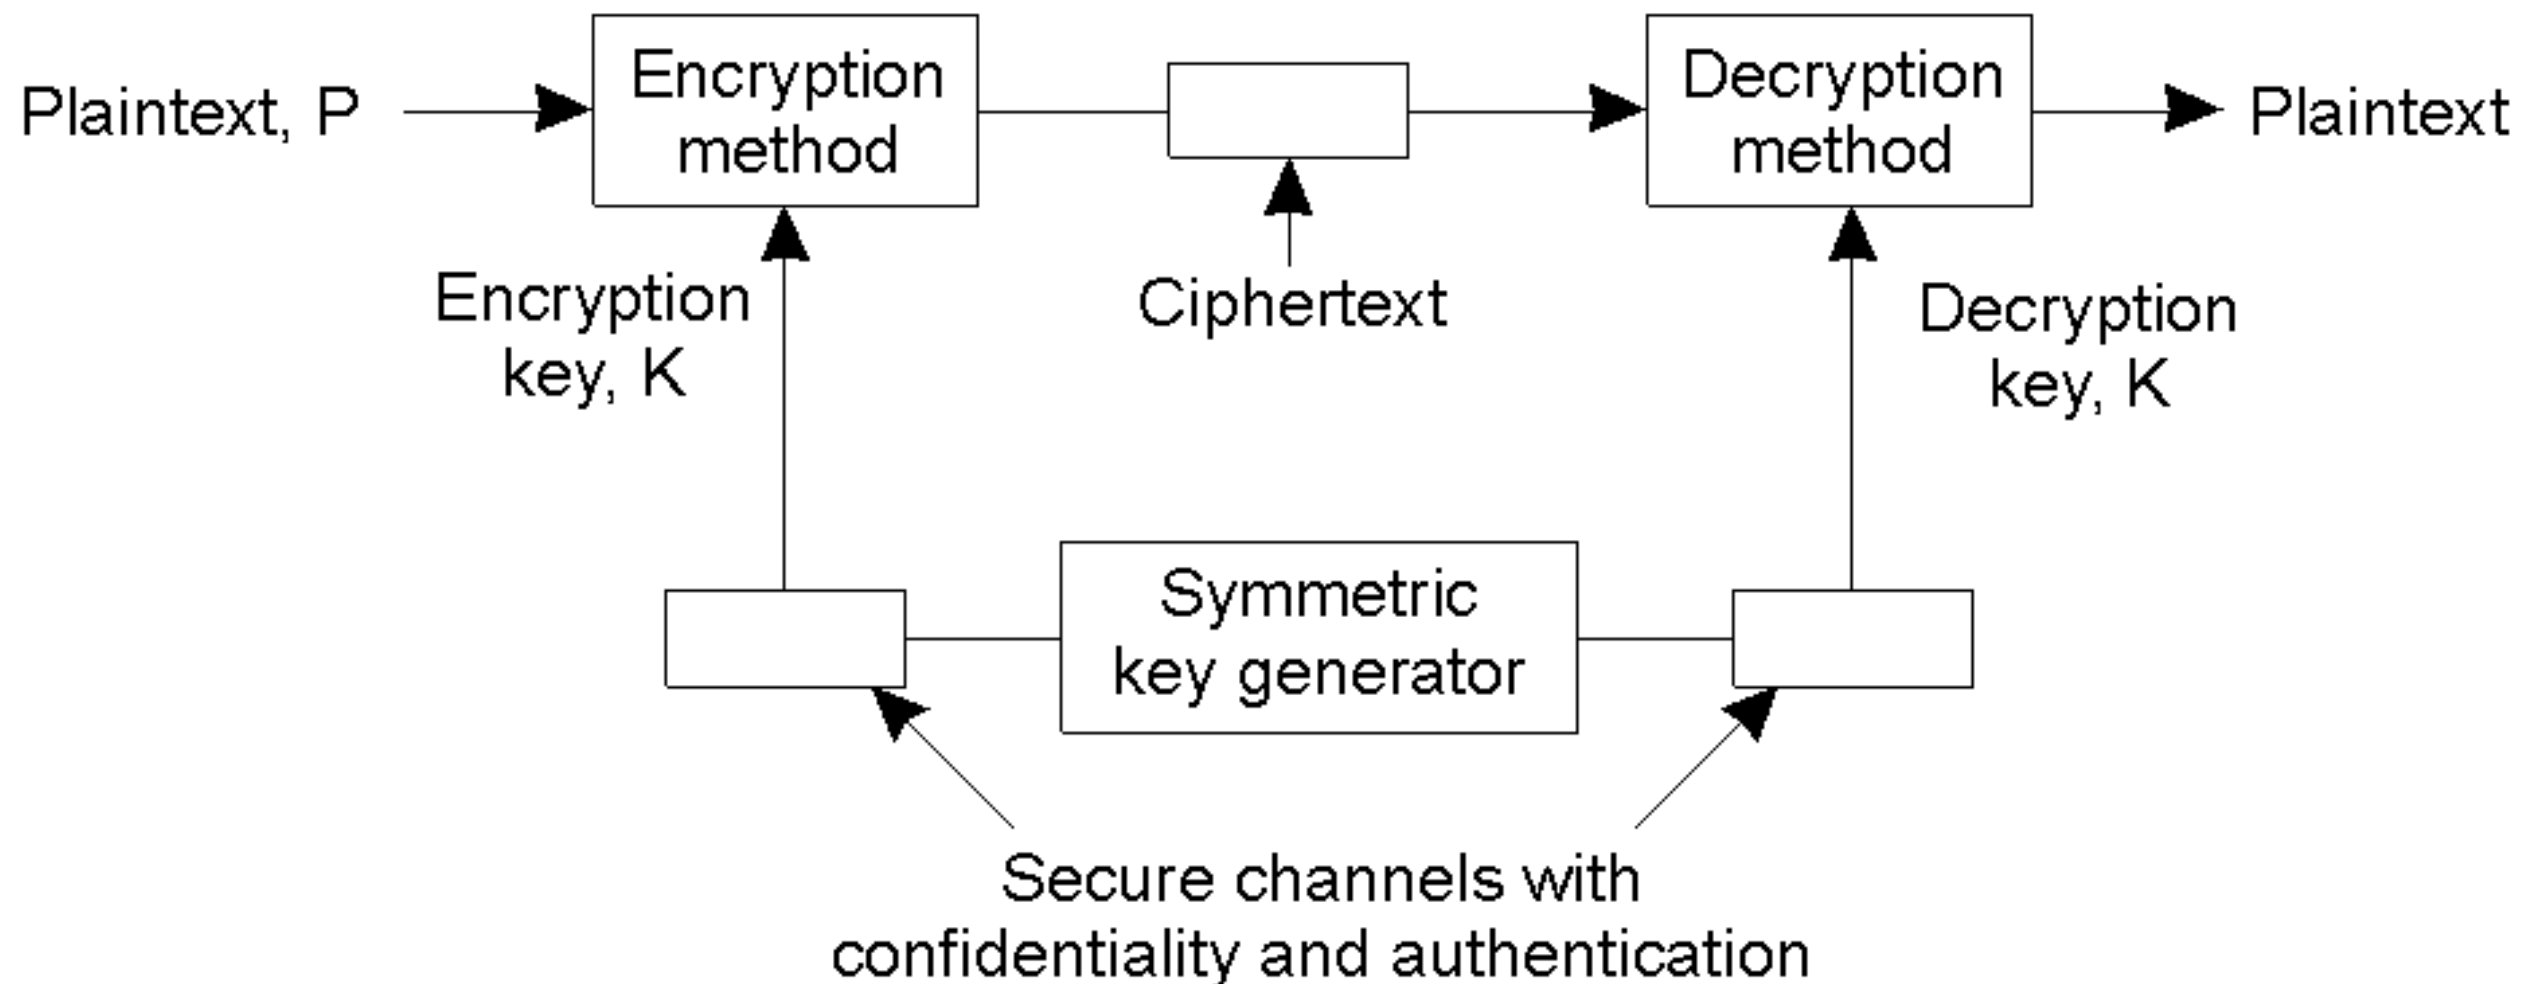 Plaintext, P
Encryption
method
Decryption
method
Plaintext
Encryption
key, K
Ciphertext
Decryption
key, K
Symmetric
key generator
Secure channels with
confidentiality and authentication